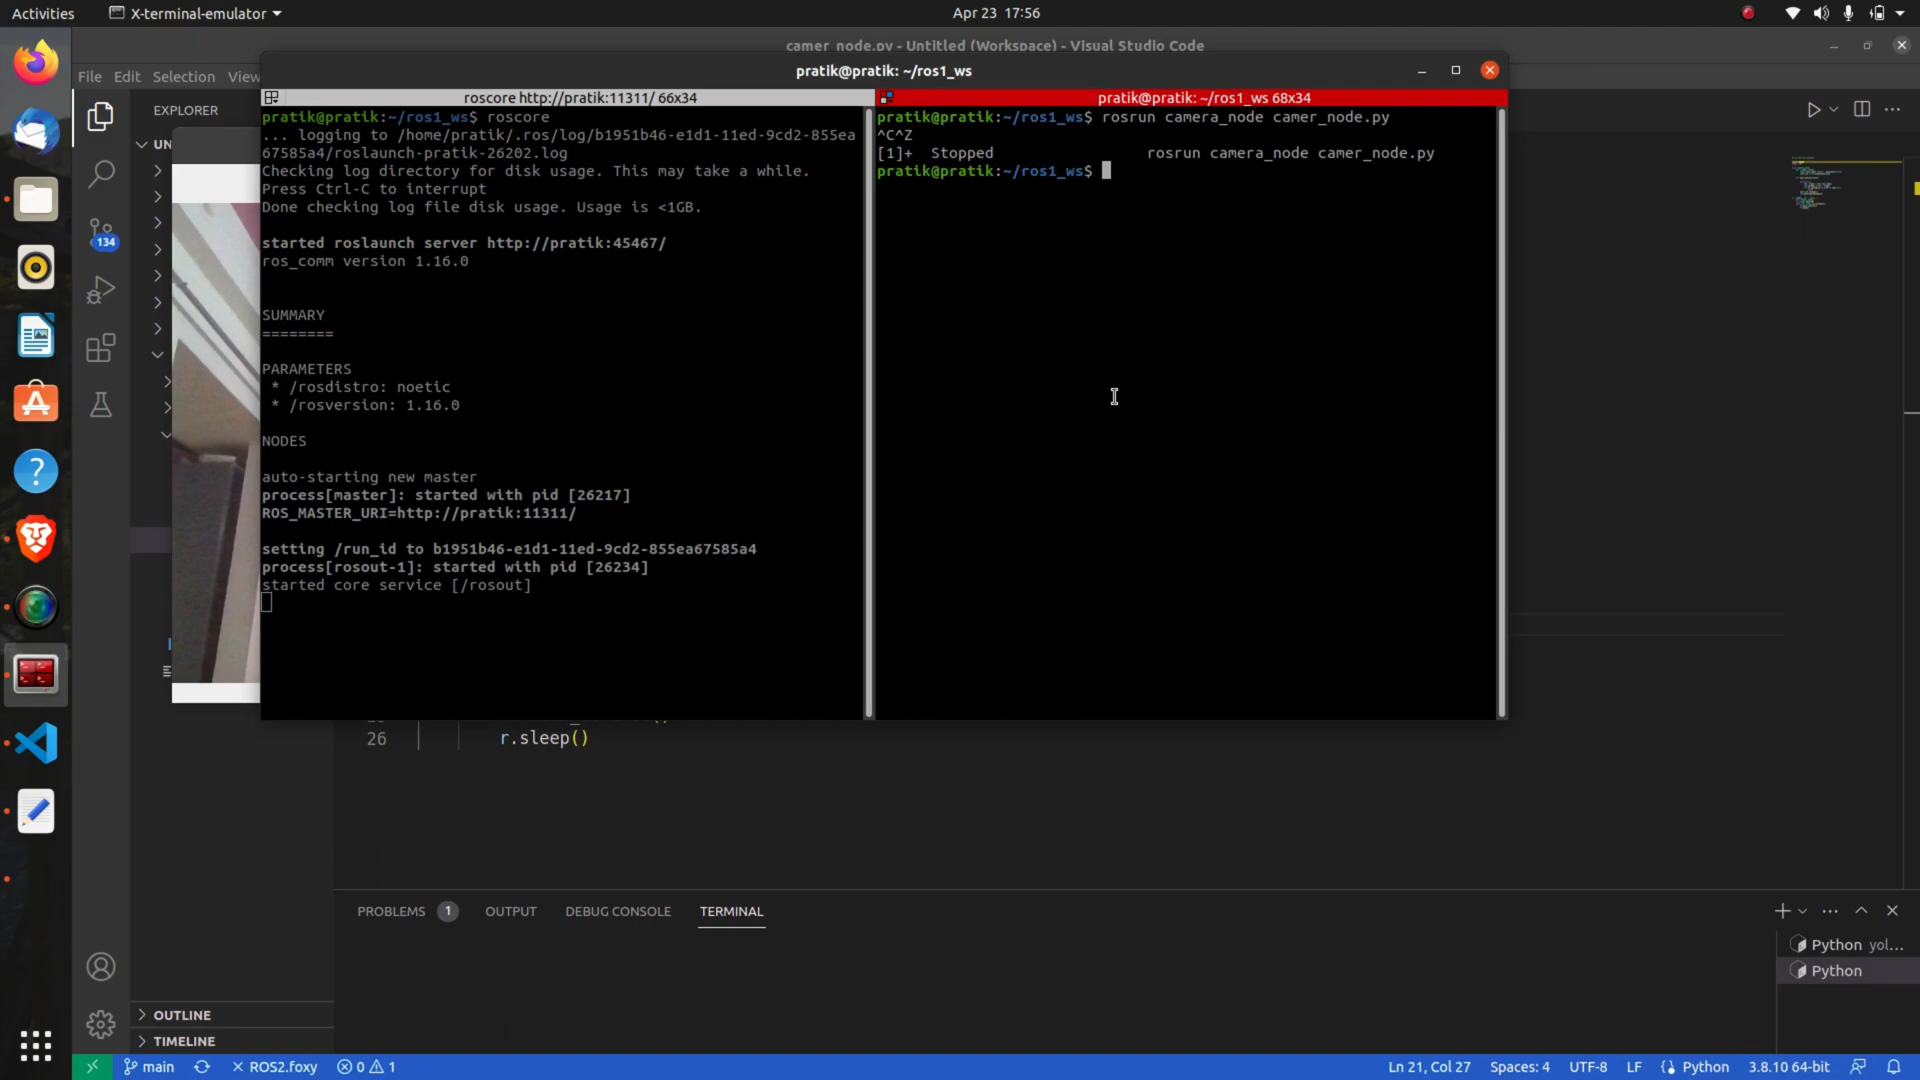 Activities
X-terminal-emulator
Apr 23 17:56
camer_node.py - Untitled (Workspace) - Visual Studio Code
File Edit Selection View
pratik@pratik: ~/ros1_ws
EXPLORER
UN
134
roscore http://pratik:11311/ 66x34
pratik@pratik:~/ros1_ws$ roscore
... logging to /home/pratik/.ros/log/b1951b46-e1d1-11ed-9cd2-855ea
67585a4/roslaunch-pratik-26202.log
Checking log directory for disk usage. This may take a while.
Press Ctrl-C to interrupt
Done checking log file disk usage. Usage is <1GB.
started roslaunch server http://pratik:45467/
ros_comm version 1.16.0
SUMMARY
========
PARAMETERS
* /rosdistro: noetic
* /rosversion: 1.16.0
NODES
auto-starting new master
process[master]: started with pid [26217]
ROS_MASTER_URI=http://pratik:11311/
setting /run_id to b1951b46-e1d1-11ed-9cd2-855ea67585a4
process[rosout-1]: started with pid [26234]
started core service [/rosout]
pratik@pratik: ~/ros1_ws 68x34
pratik@pratik:~/ros1_ws$ rosrun camera_node camer_node.py
^C^Z
[1]+ Stopped rosrun camera_node camer_node.py
pratik@pratik:~/ros1_ws$
26 r.sleep()
PROBLEMS 1 OUTPUT DEBUG CONSOLE TERMINAL
Python yol...
Python
OUTLINE
TIMELINE
main
ROS2.foxy
0 1
Ln 21, Col 27
Spaces: 4
UTF-8
LF
Python
3.8.10 64-bit